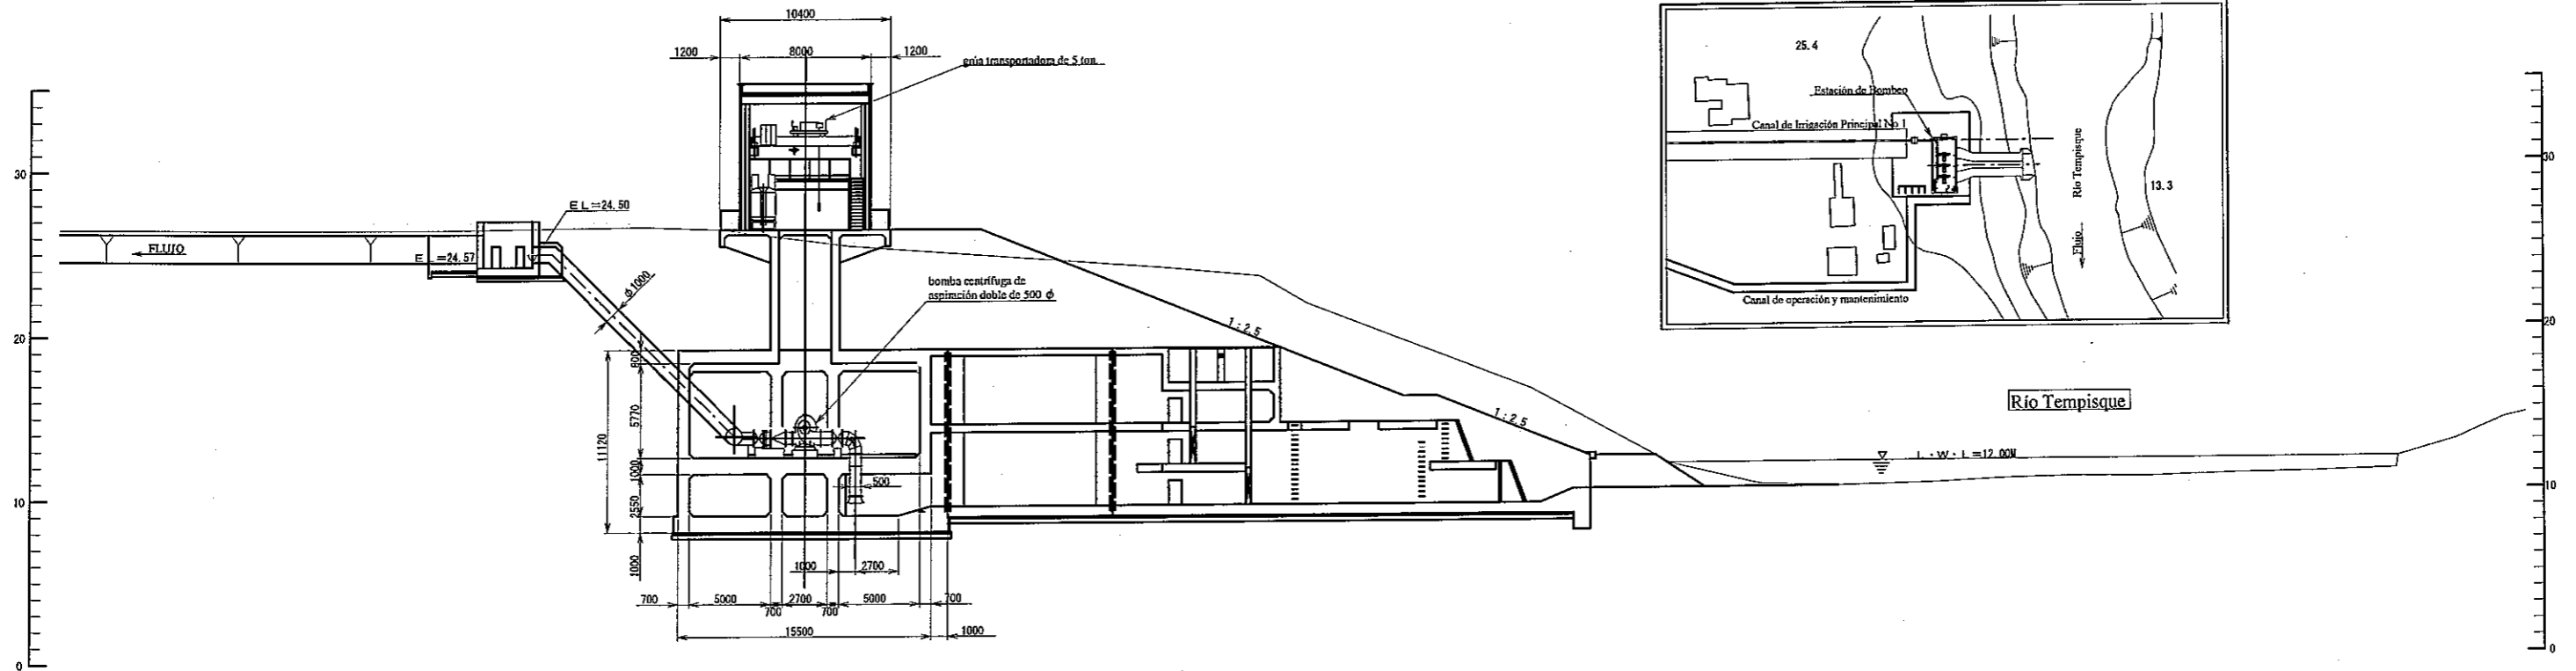 10400
1200
8000
1200
grúa transportadora de 5 ton.
EL=24.50
FLUJO
E =24.57
φ1000
bomba centrífuga de
aspiración doble de 500 φ
1:2.5
1:2.5
Río Tempisque
L.W.L=12.00M
800
5770
11120
1000
2550
1000
500
1000
2700
700
5000
700
2700
700
5000
700
15500
1000
30
20
10
0
30
20
10
0
25.4
Estación de Bombeo
Canal de Irrigación Principal No 1
Río Tempisque
Flujo
13.3
Canal de operación y mantenimiento